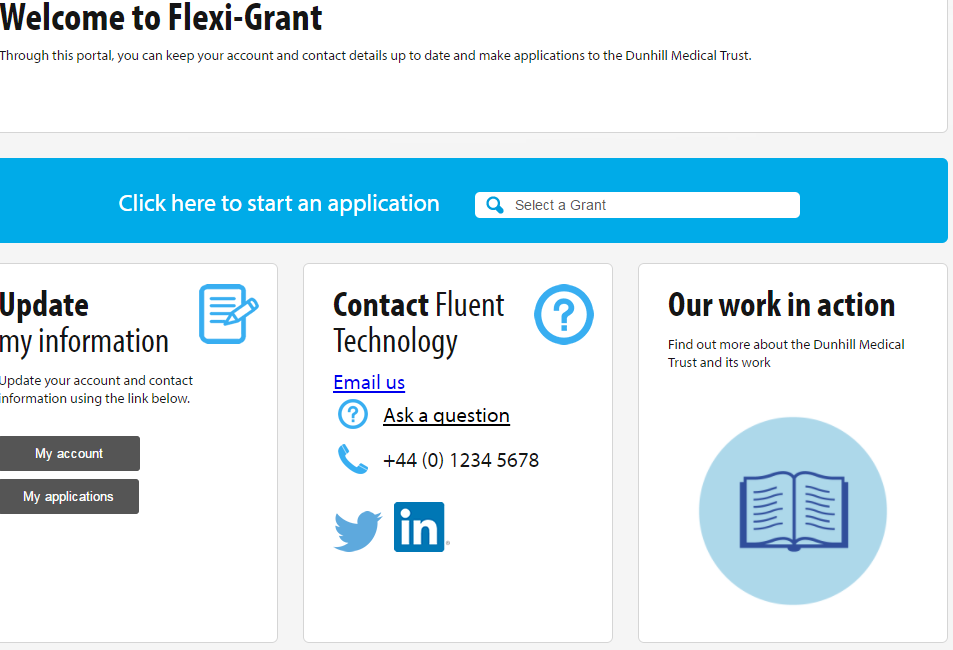 Welcome to Flexi-Grant
Through this portal, you can keep your account and contact details up to date and make applications to the Dunhill Medical Trust.
Click here to start an application
Select a Grant
Update
my information
Update your account and contact
information using the link below.
My account
My applications
Contact Fluent
Technology
Email us
? Ask a question
+44 (0) 1234 5678
in
Our work in action
Find out more about the Dunhill Medical
Trust and its work